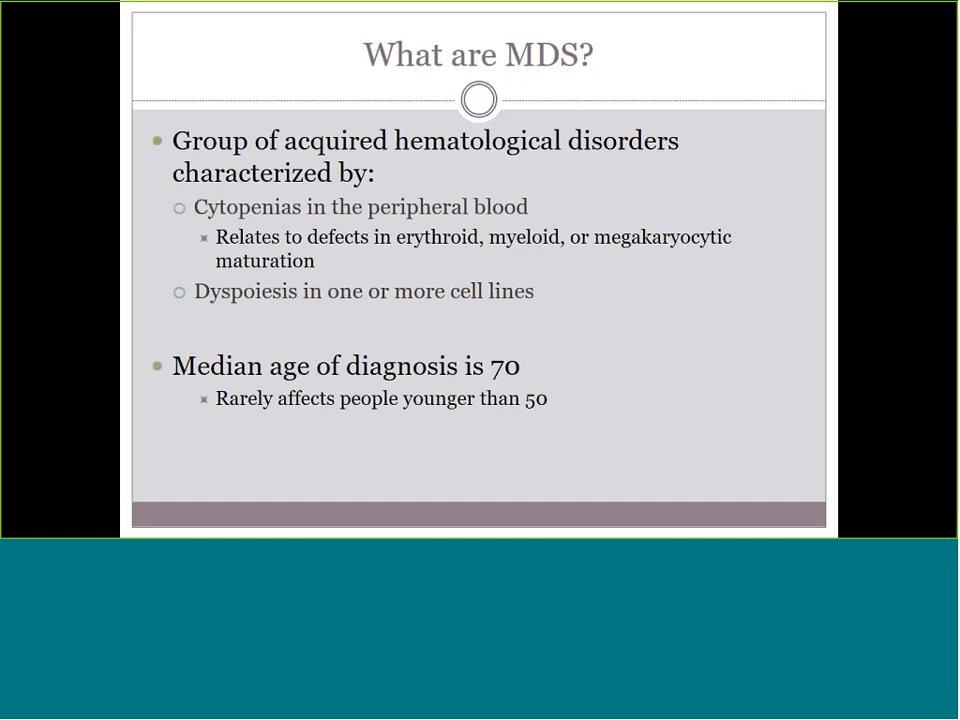 What are MDS?
Group of acquired hematological disorders
characterized by:
Cytopenias in the peripheral blood
Relates to defects in erythroid, myeloid, or megakaryocytic
maturation
Dyspoiesis in one or more cell lines
Median age of diagnosis is 70
Rarely affects people younger than 50